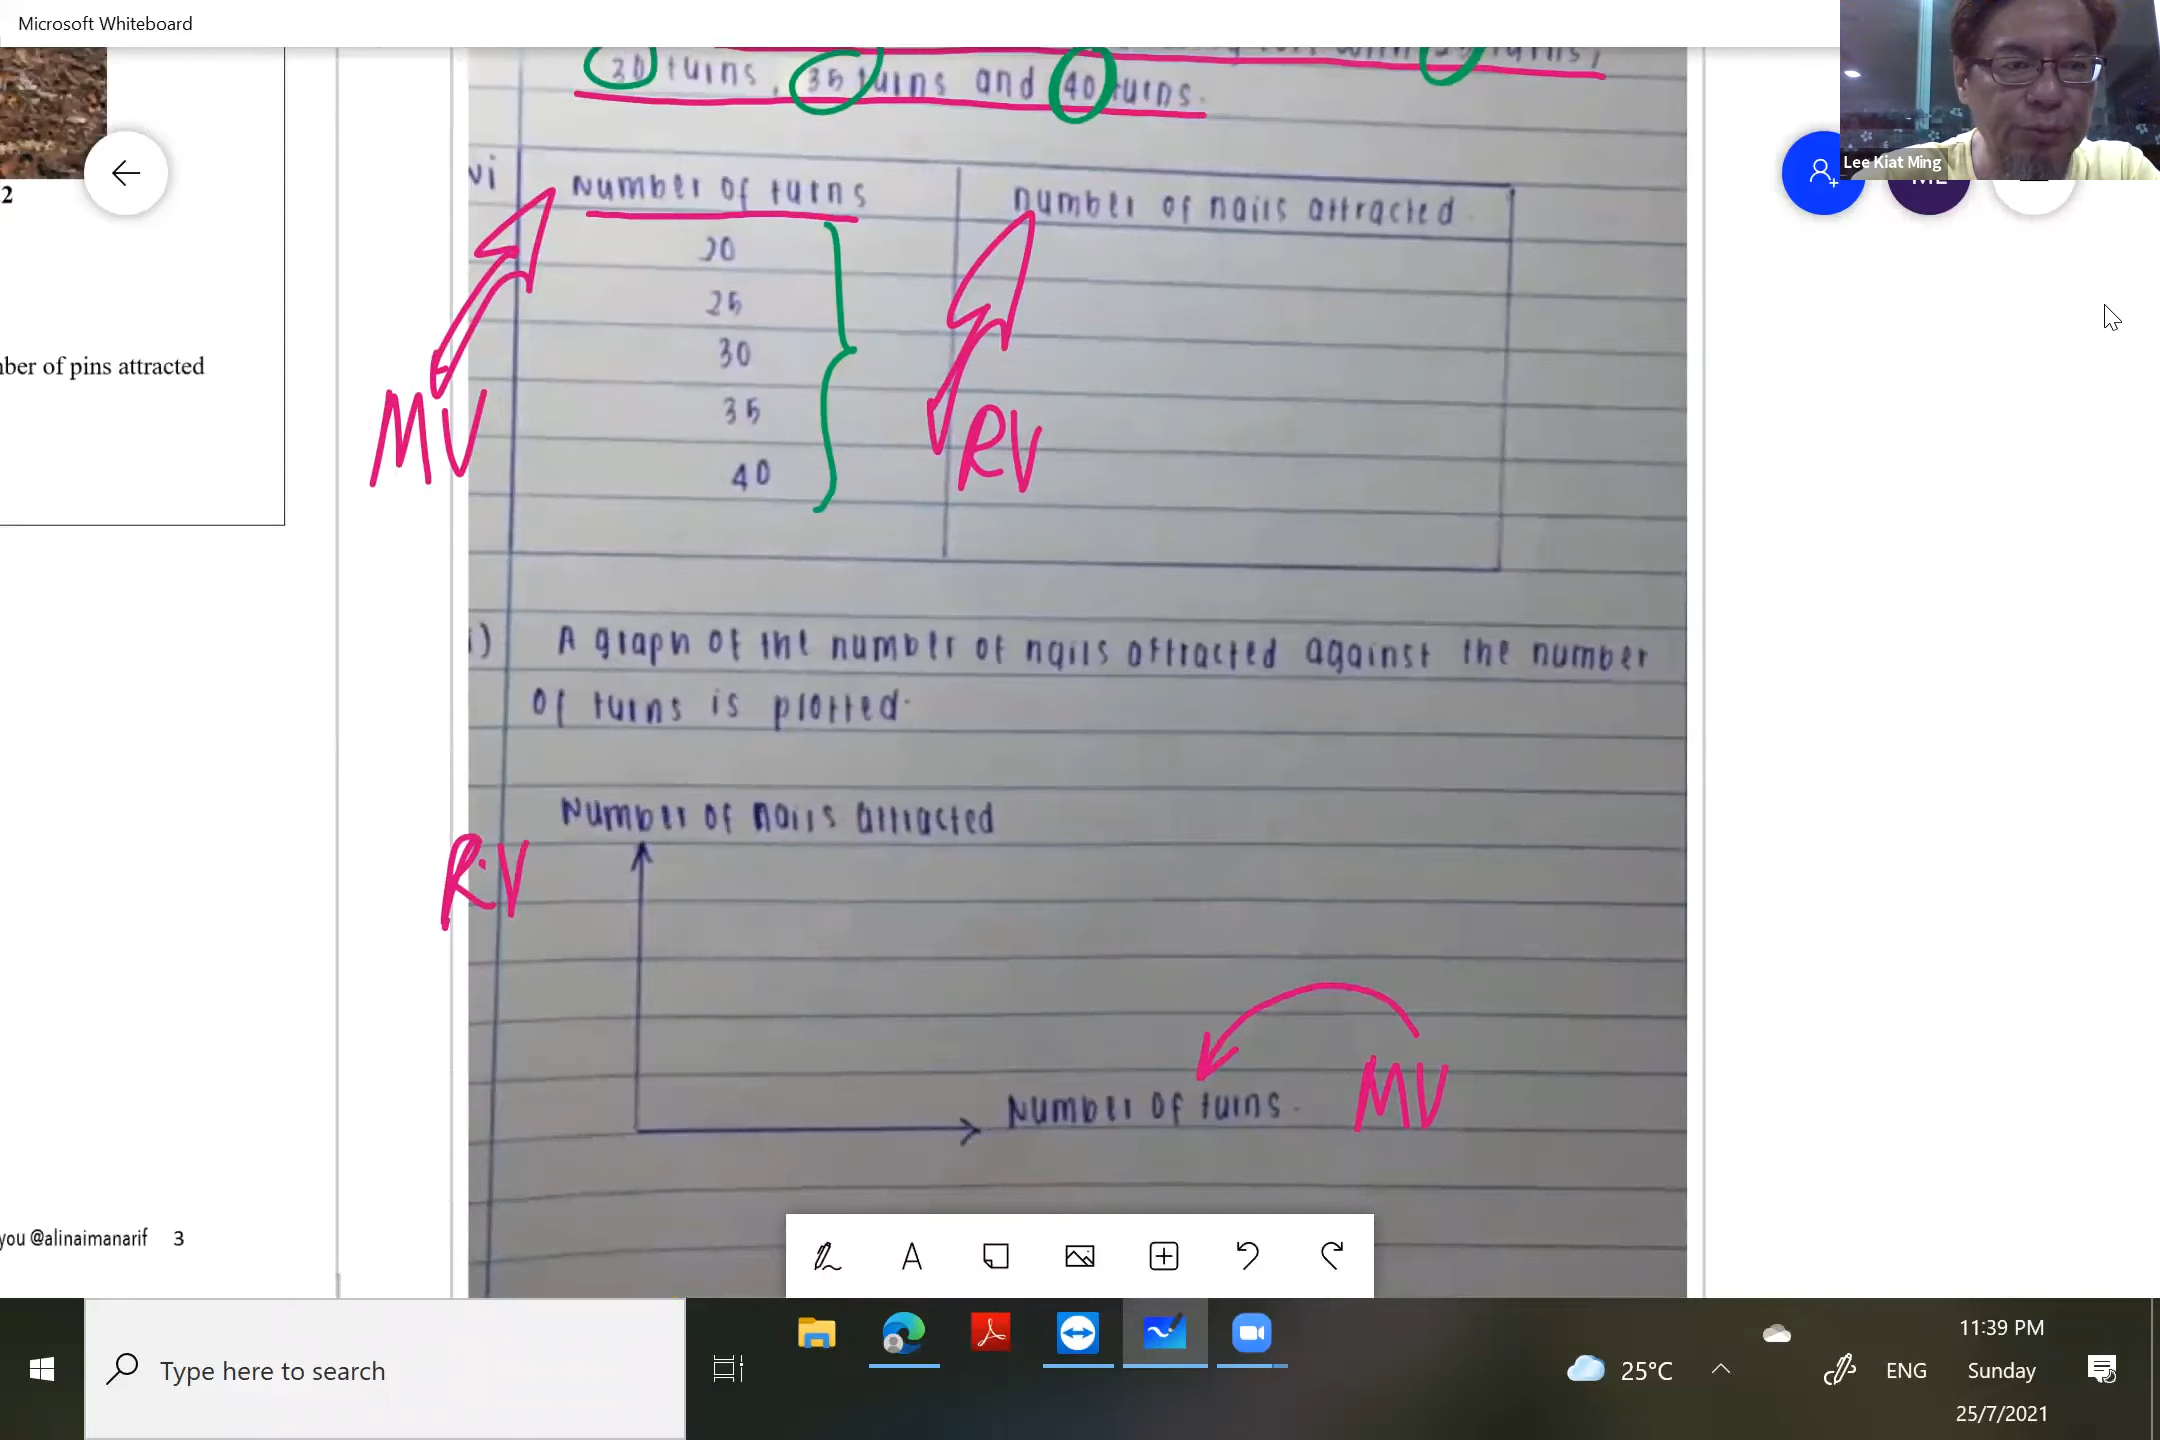 Microsoft Whiteboard
30 turns, 35 turns and 40 turns.
Lee Kiat Ming
2
vi
Number of turns
number of nails attracted
20
25
30
35
40
MV
RV
ber of pins attracted
i) A graph of the number of nails attracted against the number
of turns is plotted.
Number of nails attracted
R.V
Number of turns.
MV
you @alinaimanarif 3
Type here to search
25°C
ENG
11:39 PM
Sunday
25/7/2021